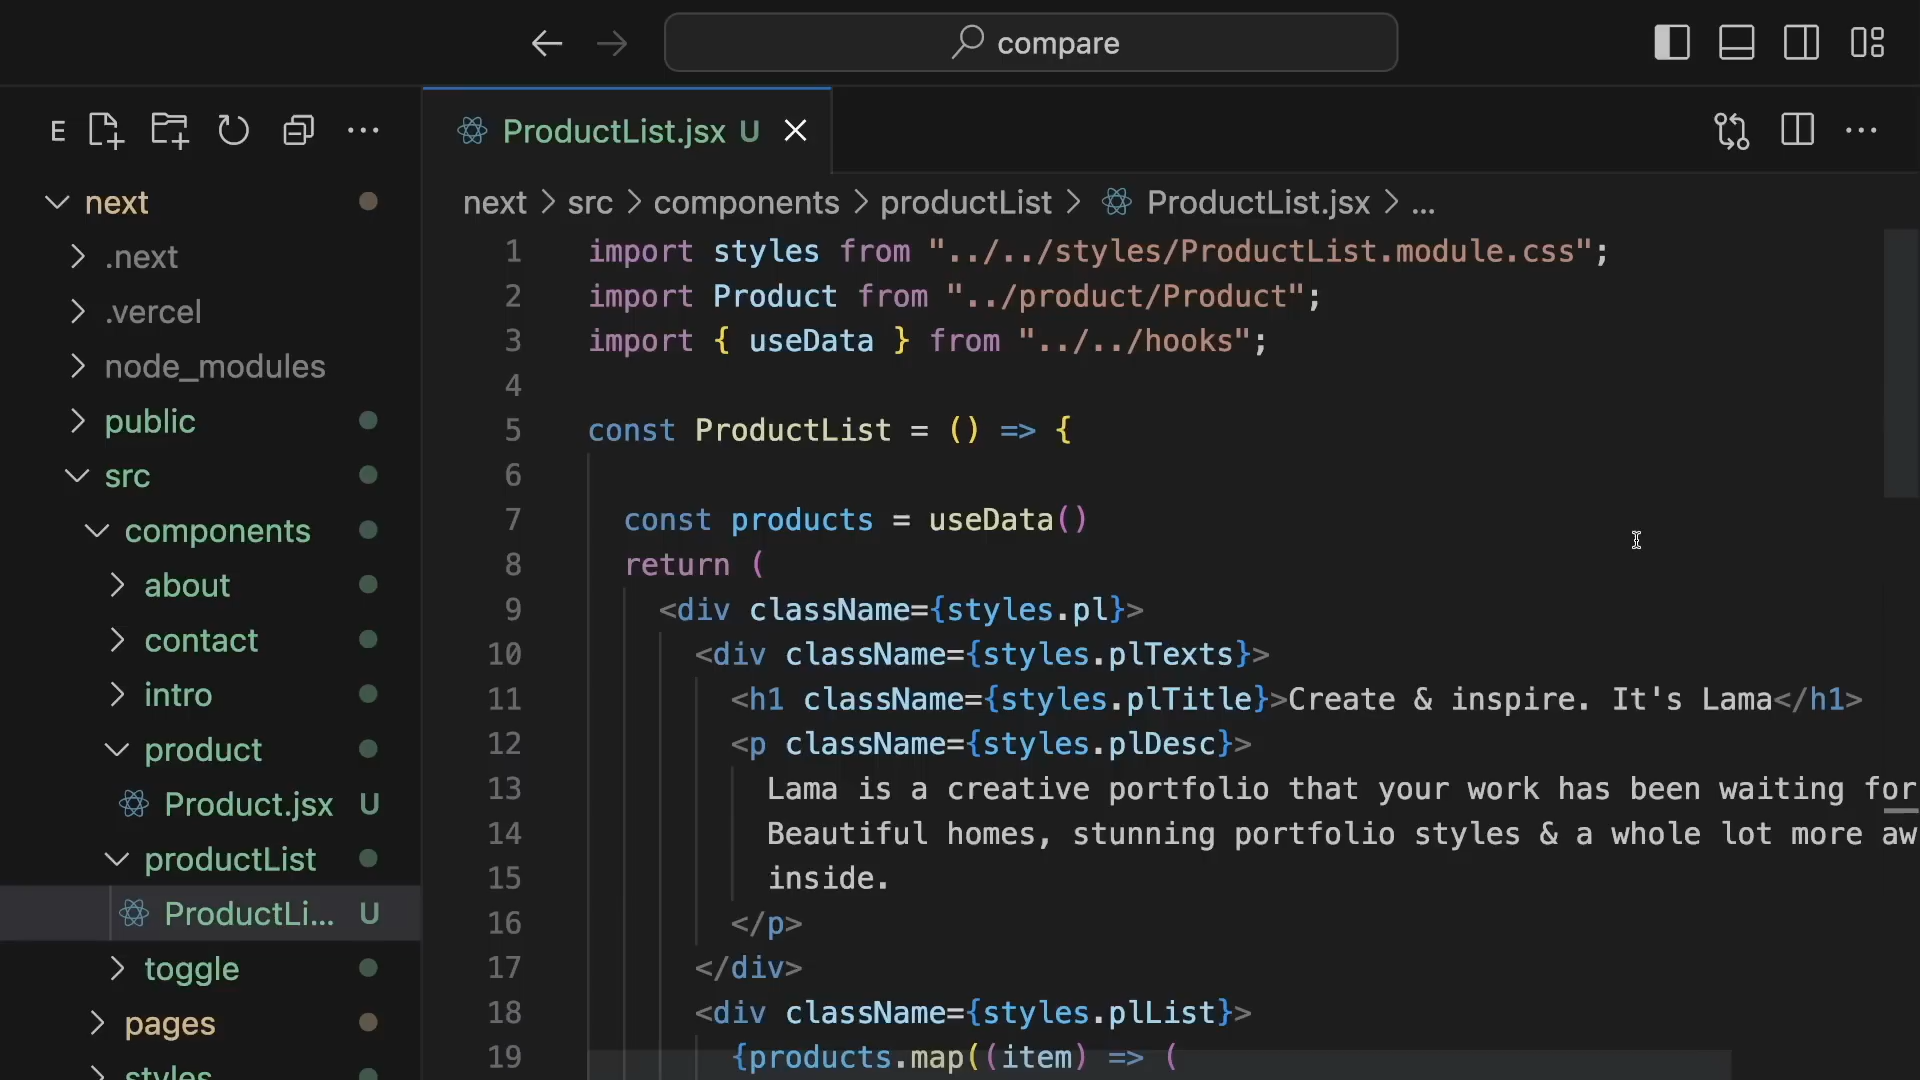 compare
E
ProductList.jsx U
next > src > components > productList > ProductList.jsx > ...
next
.next
.vercel
node_modules
public
src
components
about
contact
intro
product
Product.jsx U
productList
ProductLi... U
toggle
pages
styles
1 import styles from "../../styles/ProductList.module.css";
2 import Product from "../product/Product";
3 import { useData } from "../../hooks";
4
5 const ProductList = () => {
6
7 const products = useData()
8 return (
9 <div className={styles.pl}>
10 <div className={styles.plTexts}>
11 <h1 className={styles.plTitle}>Create & inspire. It's Lama</h1>
12 <p className={styles.plDesc}>
13 Lama is a creative portfolio that your work has been waiting for
14 Beautiful homes, stunning portfolio styles & a whole lot more aw
15 inside.
16 </p>
17 </div>
18 <div className={styles.plList}>
19 {products.map((item) => (